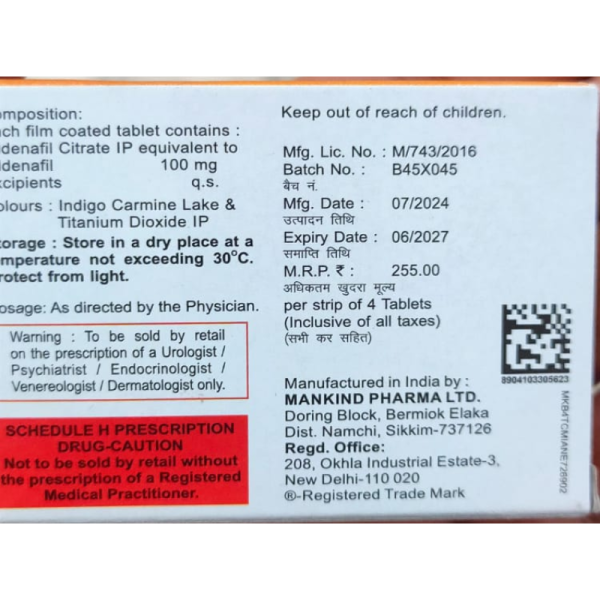 omposition:
ach film coated tablet contains :
denafil Citrate IP equivalent to
denafil 100 mg
xcipients q.s.
olours : Indigo Carmine Lake &
Titanium Dioxide IP
torage : Store in a dry place at a
mperature not exceeding 30°C.
rotect from light.
osage: As directed by the Physician.
Warning : To be sold by retail
on the prescription of a Urologist /
Psychiatrist / Endocrinologist /
Venereologist / Dermatologist only.
SCHEDULE H PRESCRIPTION
DRUG-CAUTION
Not to be sold by retail without
the prescription of a Registered
Medical Practitioner.
Keep out of reach of children.
Mfg. Lic. No. : M/743/2016
Batch No. : B45X045
बैच नं.
Mfg. Date : 07/2024
उत्पादन तिथि
Expiry Date : 06/2027
समाप्ति तिथि
M.R.P. ₹ : 255.00
अधिकतम खुदरा मूल्य
per strip of 4 Tablets
(Inclusive of all taxes)
(सभी कर सहित)
Manufactured in India by :
MANKIND PHARMA LTD.
Doring Block, Bermiok Elaka
Dist. Namchi, Sikkim-737126
Regd. Office:
208, Okhla Industrial Estate-3,
New Delhi-110 020
®-Registered Trade Mark
8904103305623